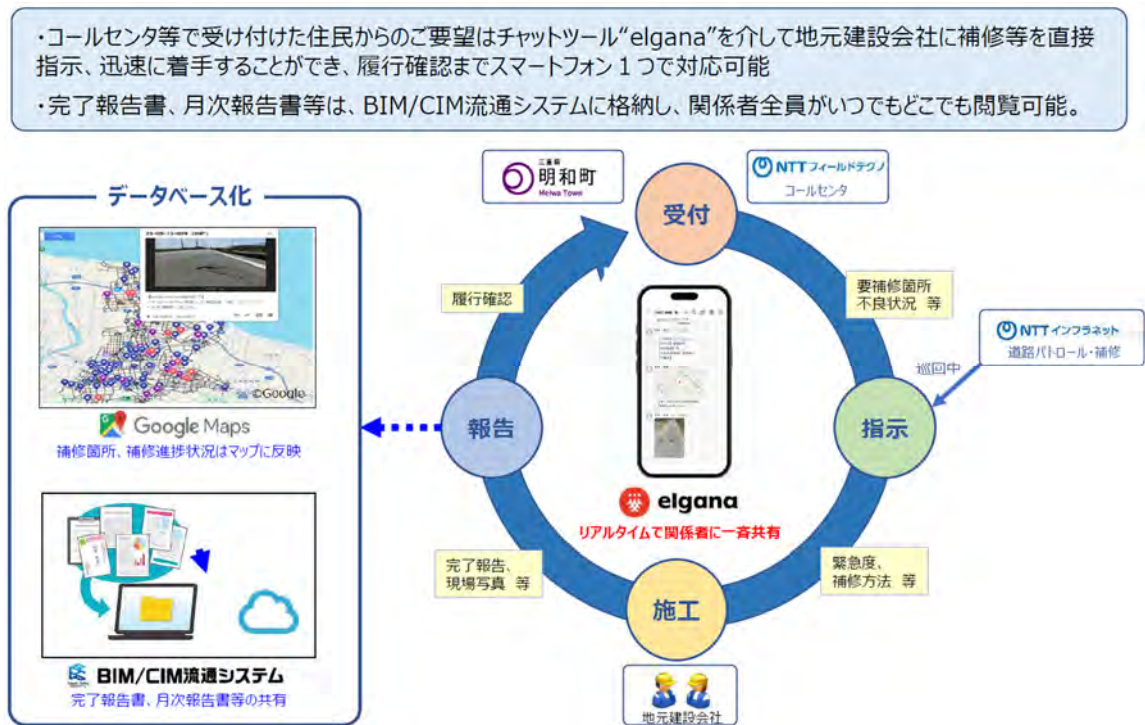 ・コールセンタ等で受け付けた住民からのご要望はチャットツール“elgana”を介して地元建設会社に補修等を直接
指示、迅速に着手することができ、履行確認までスマートフォン１つで対応可能
・完了報告書、月次報告書等は、BIM/CIM流通システムに格納し、関係者全員がいつでもどこでも閲覧可能。
三重県
明和町
Meiwa Town
NTTフィールドテクノ
コールセンタ
データベース化
受付
履行確認
要補修箇所
不良状況 等
NTTインフラネット
道路パトロール・補修
巡回中
©Google
Google Maps
補修箇所、補修進捗状況はマップに反映
報告
指示
elgana
リアルタイムで関係者に一斉共有
完了報告、
現場写真 等
緊急度、
補修方法 等
施工
BIM/CIM流通システム
完了報告書、月次報告書等の共有
地元建設会社